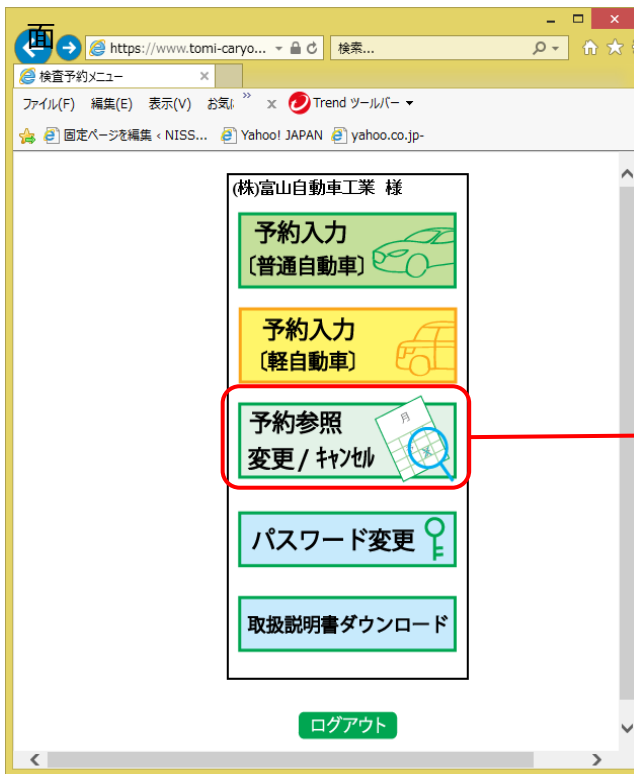 面
https://www.tomi-caryo...
検索...
検査予約メニュー
ファイル(F) 編集(E) 表示(V) お気 » x Trend ツールバー
固定ページを編集 ‹ NISS... Yahoo! JAPAN yahoo.co.jp-
(株)富山自動車工業 様
予約入力
〔普通自動車〕
予約入力
〔軽自動車〕
予約参照
月
変更 / キャンセル
パスワード変更
取扱説明書ダウンロード
ログアウト